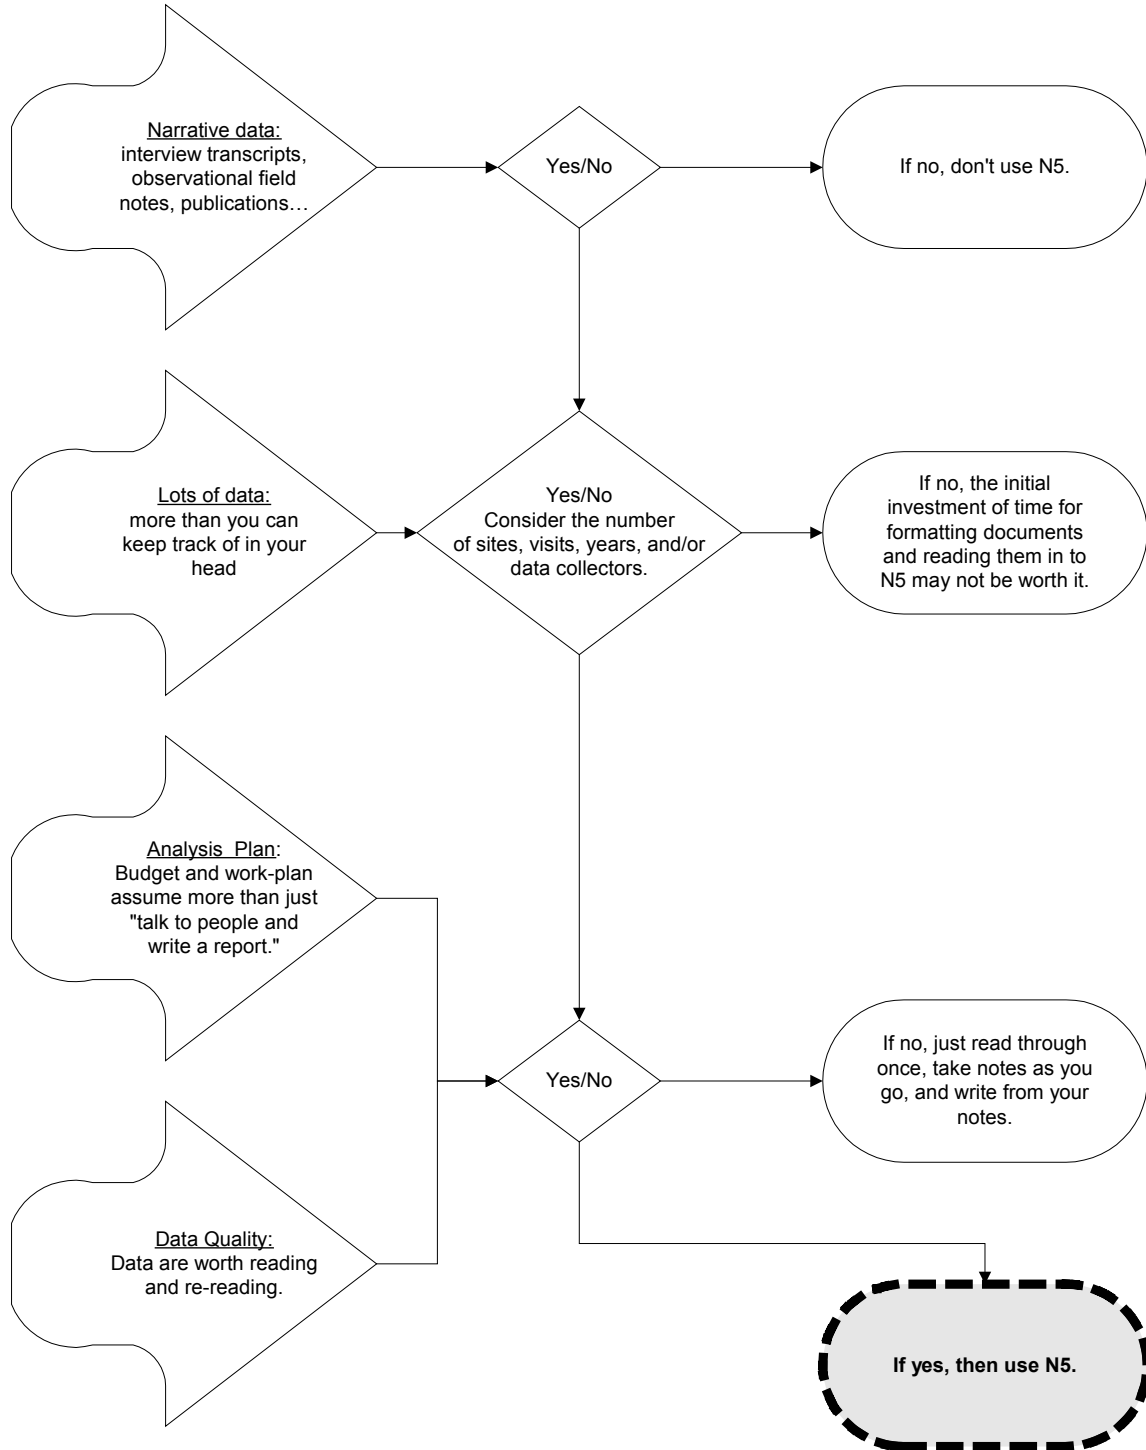 Narrative data:
interview transcripts,
observational field
notes, publications…
Yes/No
If no, don't use N5.
Lots of data:
more than you can
keep track of in your
head
Yes/No
Consider the number
of sites, visits, years, and/or
data collectors.
If no, the initial
investment of time for
formatting documents
and reading them in to
N5 may not be worth it.
Analysis Plan:
Budget and work-plan
assume more than just
"talk to people and
write a report."
Yes/No
If no, just read through
once, take notes as you
go, and write from your
notes.
Data Quality:
Data are worth reading
and re-reading.
If yes, then use N5.